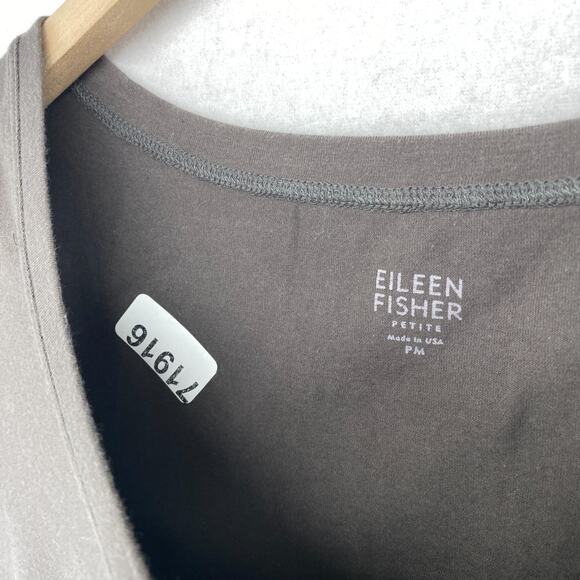 EILEEN
FISHER
PETITE
Made in USA
PM
71916